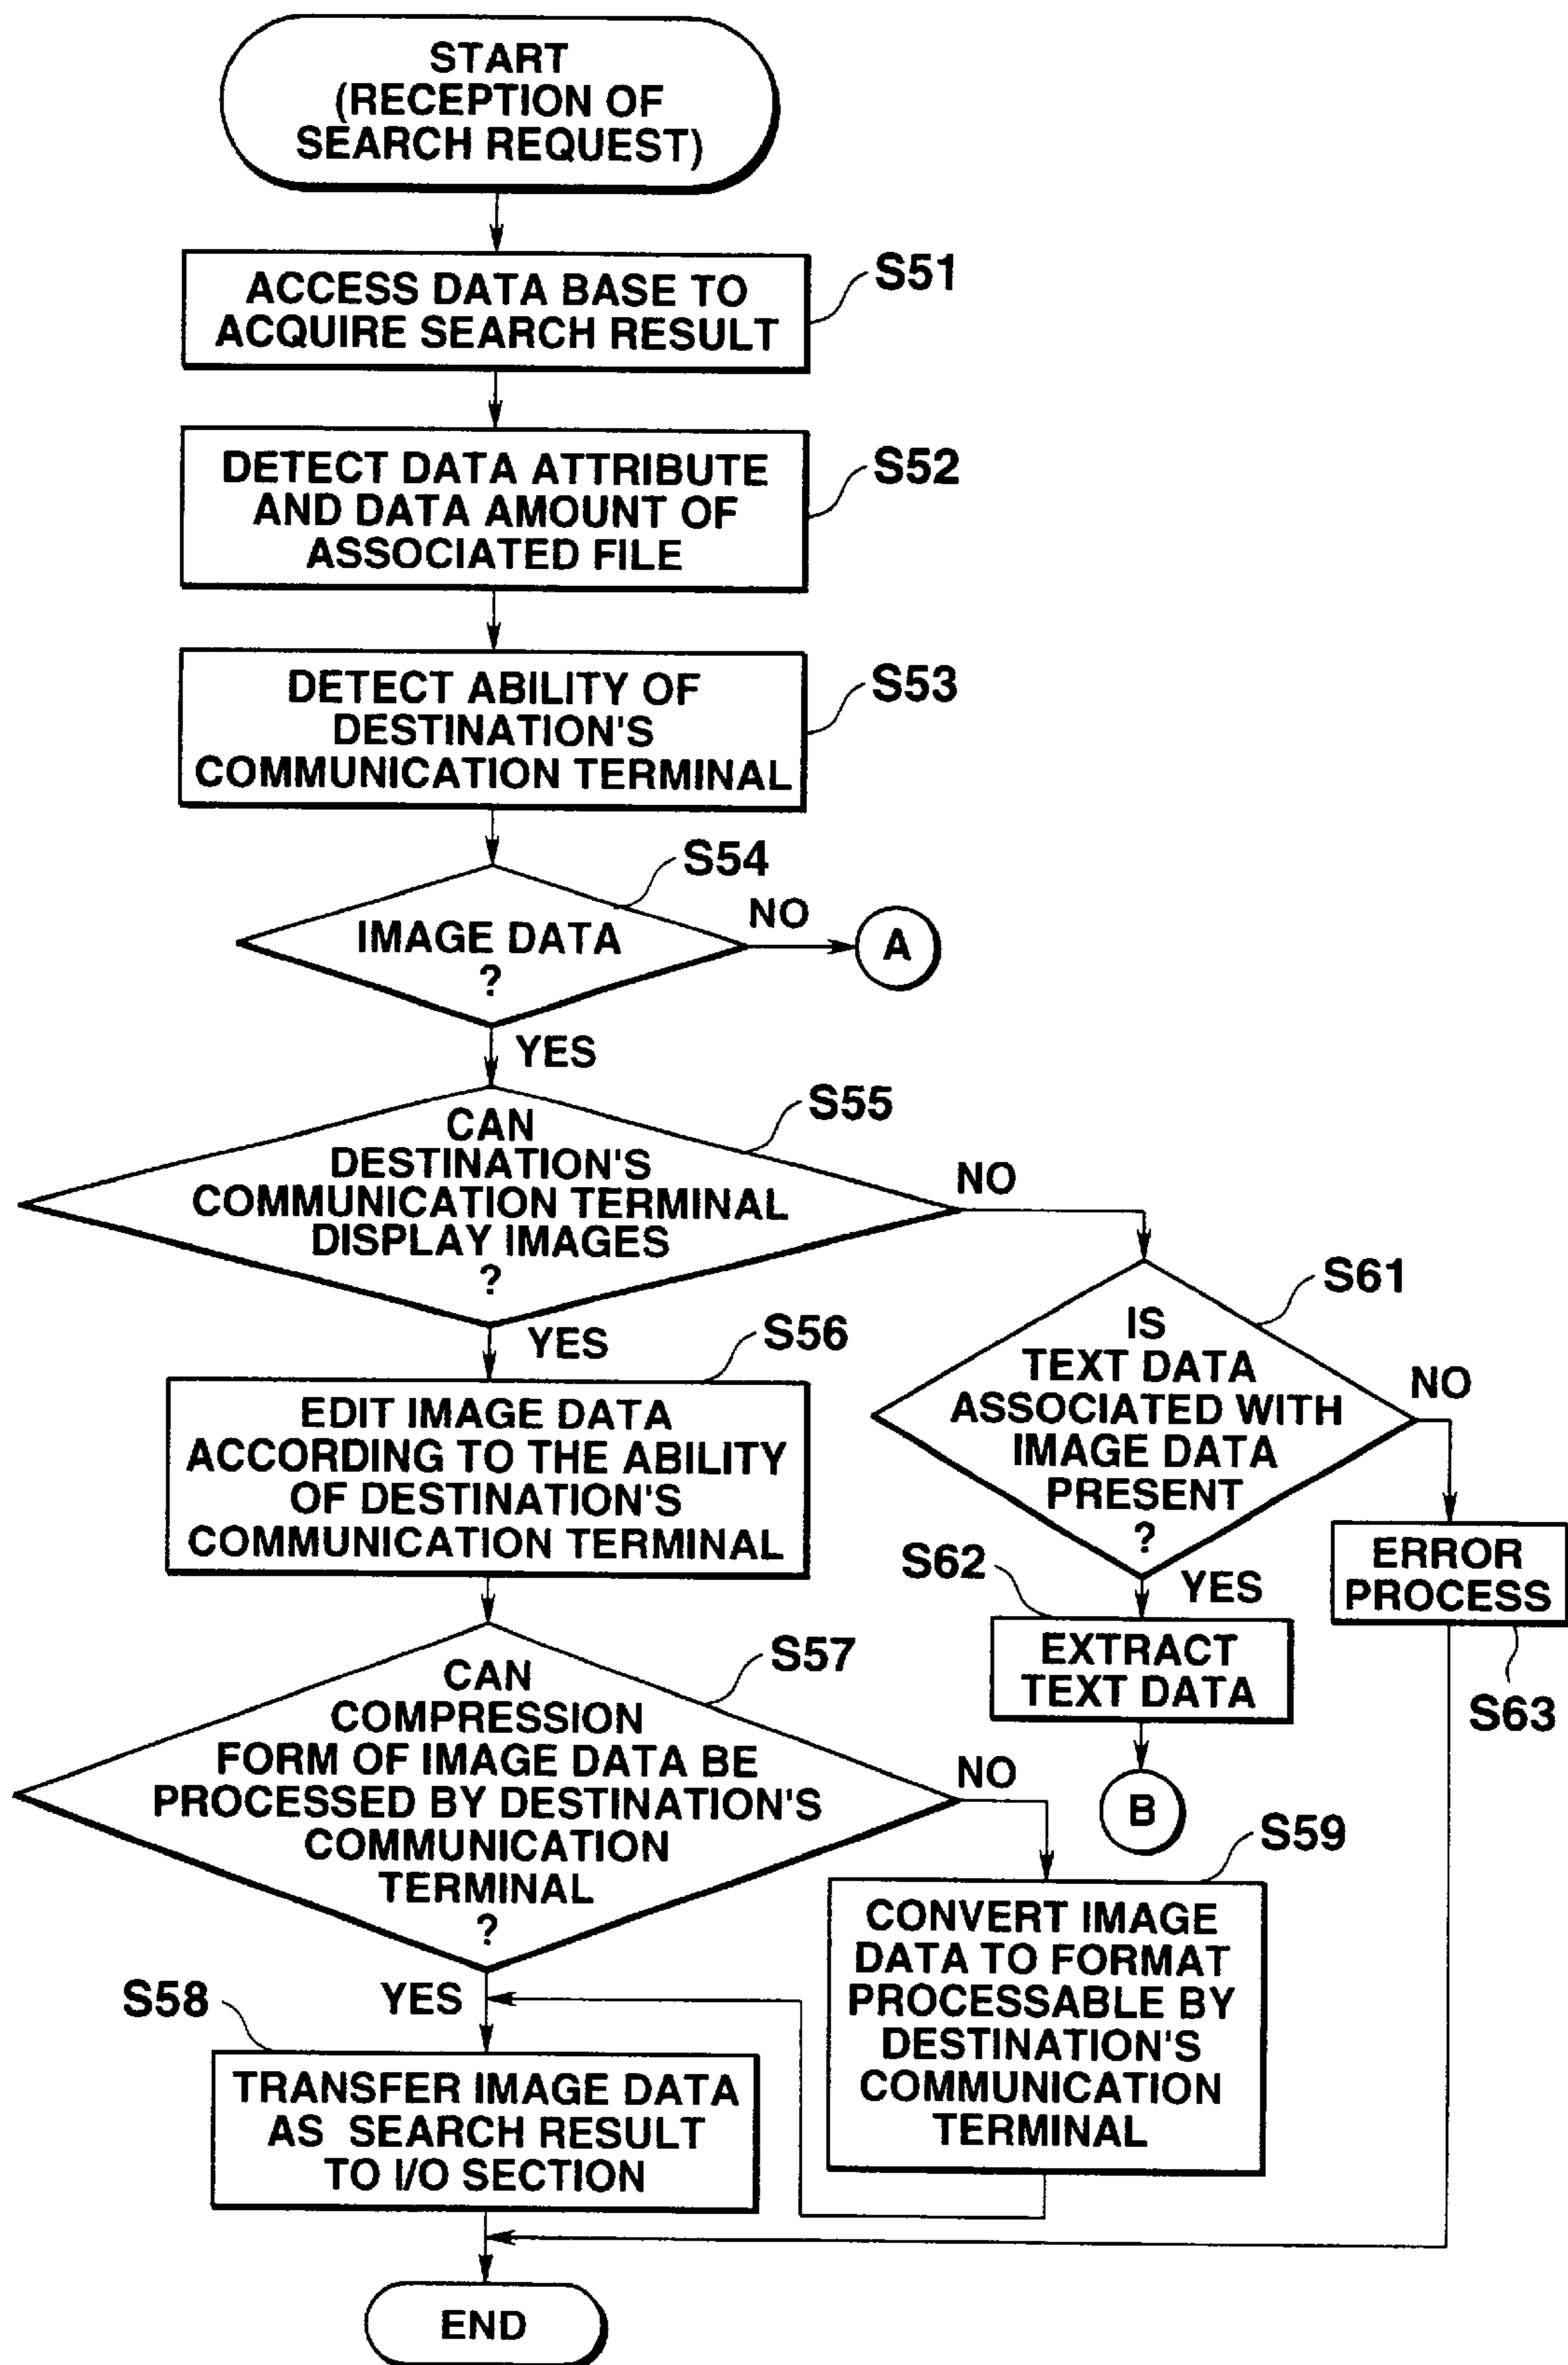 START
(RECEPTION OF
SEARCH REQUEST)
ACCESS DATA BASE TO
ACQUIRE SEARCH RESULT
S51
DETECT DATA ATTRIBUTE
AND DATA AMOUNT OF
ASSOCIATED FILE
S52
DETECT ABILITY OF
DESTINATION'S
COMMUNICATION TERMINAL
S53
S54
IMAGE DATA
?
NO
A
YES
S55
CAN
DESTINATION'S
COMMUNICATION TERMINAL
DISPLAY IMAGES
?
NO
YES
S56
EDIT IMAGE DATA
ACCORDING TO THE ABILITY
OF DESTINATION'S
COMMUNICATION TERMINAL
S61
IS
TEXT DATA
ASSOCIATED WITH
IMAGE DATA
PRESENT
?
NO
ERROR
PROCESS
S63
S62
YES
EXTRACT
TEXT DATA
B
S57
CAN
COMPRESSION
FORM OF IMAGE DATA BE
PROCESSED BY DESTINATION'S
COMMUNICATION
TERMINAL
?
NO
S59
CONVERT IMAGE
DATA TO FORMAT
PROCESSABLE BY
DESTINATION'S
COMMUNICATION
TERMINAL
YES
S58
TRANSFER IMAGE DATA
AS SEARCH RESULT
TO I/O SECTION
END